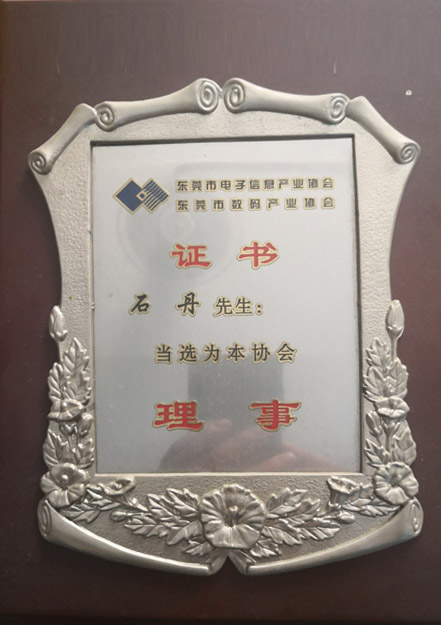 东莞市电子信息产业协会
东莞市数码产业协会
证书
石丹先生：
当选为本协会
理事